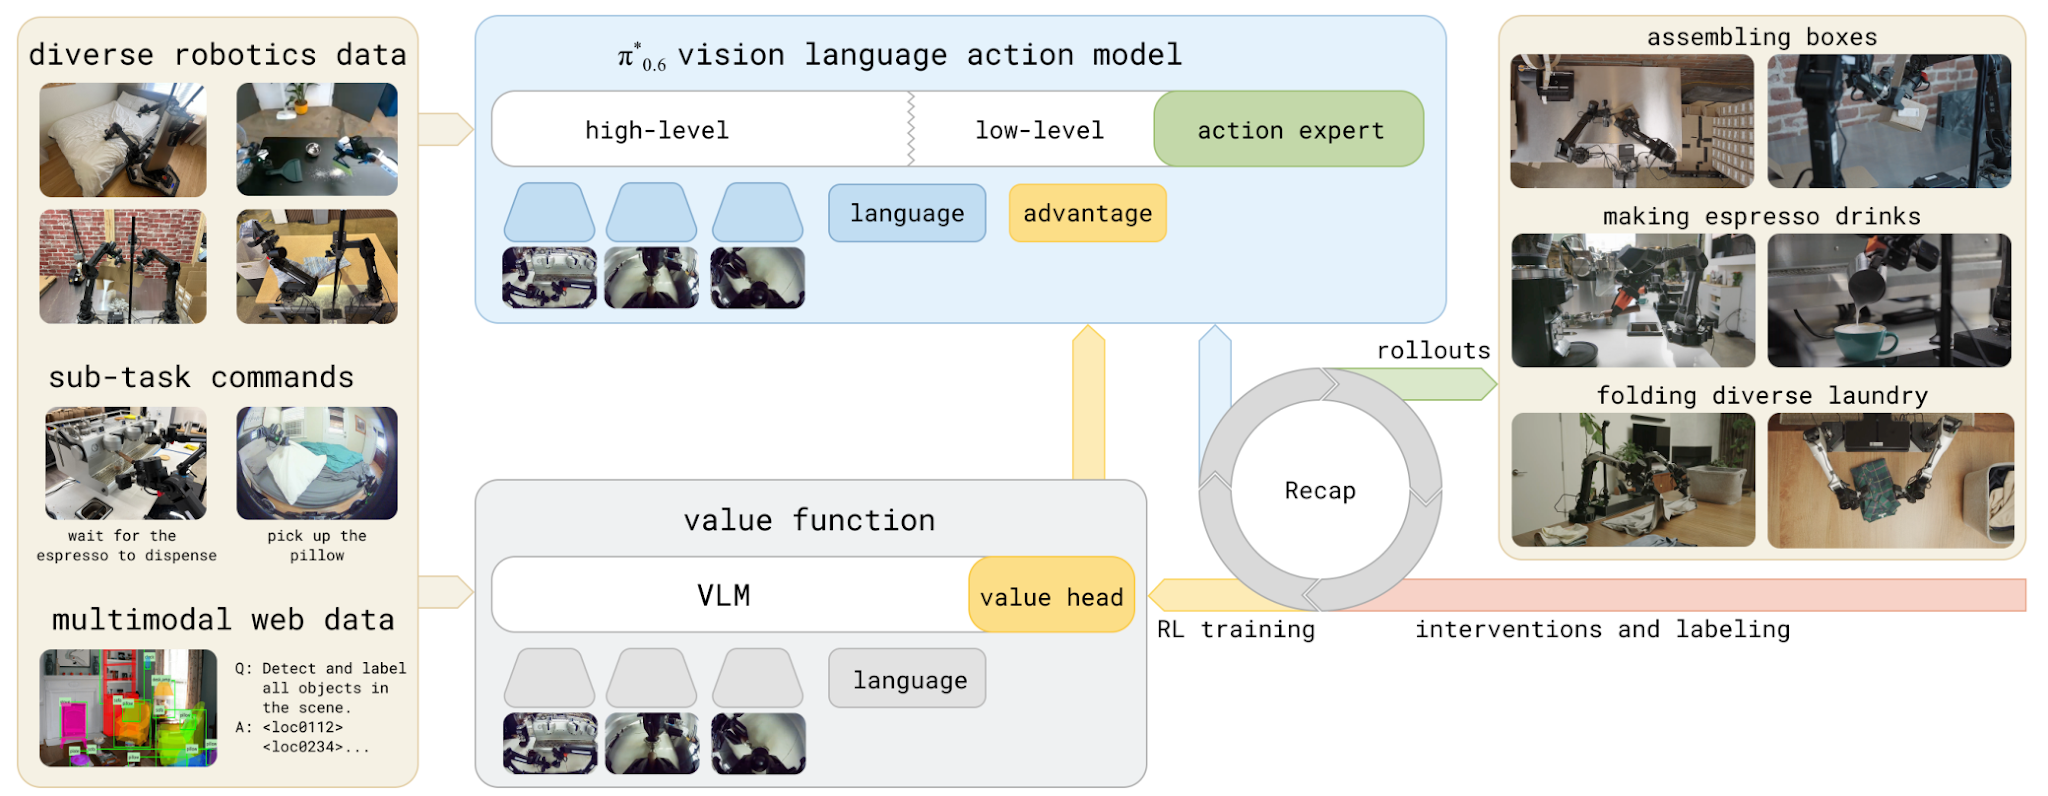 diverse robotics data
sub-task commands
wait for the
espresso to dispense
pick up the
pillow
multimodal web data
Q: Detect and label
all objects in
the scene.
A: <loc0112>
<loc0234>...
π*0.6 vision language action model
high-level
low-level
action expert
language
advantage
value function
VLM
value head
language
Recap
rollouts
RL training
interventions and labeling
assembling boxes
making espresso drinks
folding diverse laundry